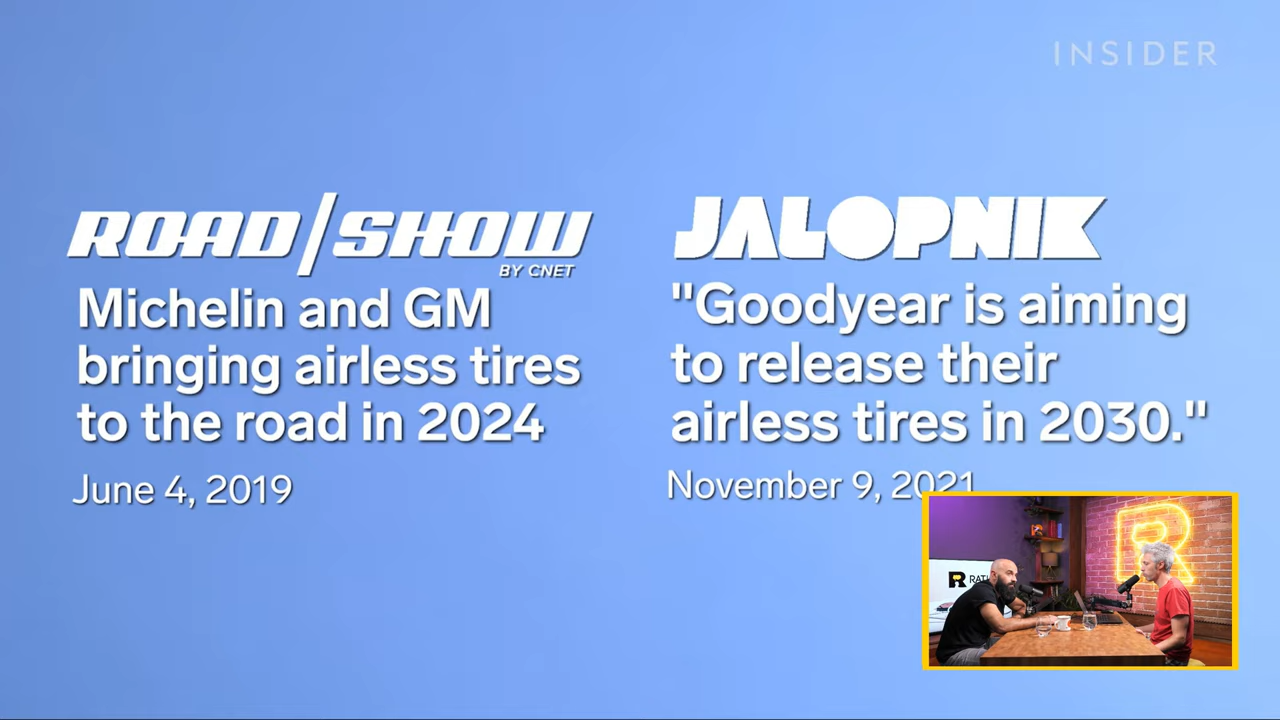 INSIDER
ROAD/SHOW
BY CNET
Michelin and GM
bringing airless tires
to the road in 2024
June 4, 2019
JALOPNIK
"Goodyear is aiming
to release their
airless tires in 2030."
November 9, 2021
R
R RATI